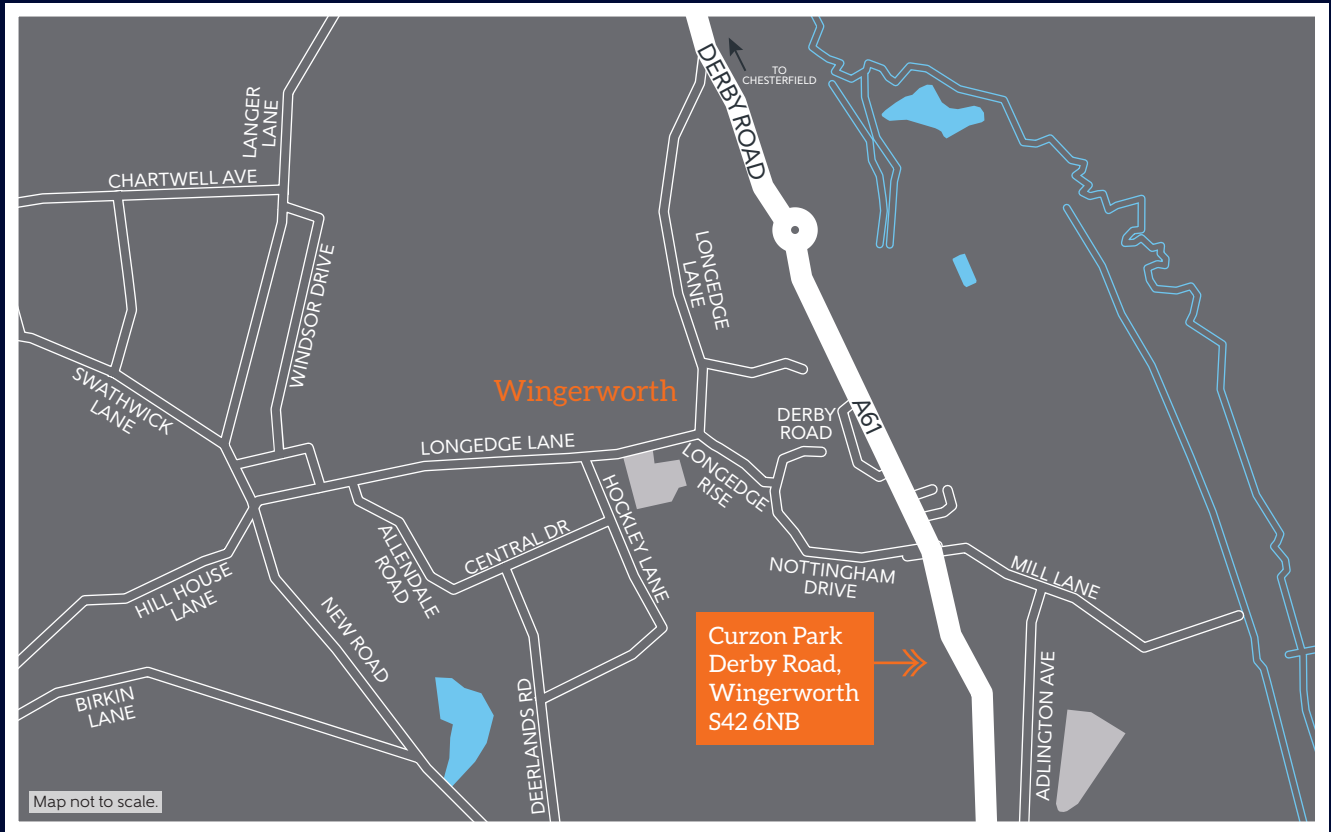 DERBY ROAD
TO
CHESTERFIELD
LANGER
LANE
CHARTWELL AVE
WINDSOR DRIVE
LONGEDGE
LANE
SWATHWICK
LANE
Wingerworth
A61
DERBY
ROAD
LONGEDGE LANE
LONGEDGE
RISE
HOCKLEY LANE
ALLENDALE
ROAD
CENTRAL DR
NOTTINGHAM
DRIVE
MILL LANE
HILL HOUSE
LANE
NEW ROAD
Curzon Park
Derby Road,
Wingerworth
S42 6NB
BIRKIN
LANE
DEERLANDS RD
ADLINGTON AVE
Map not to scale.